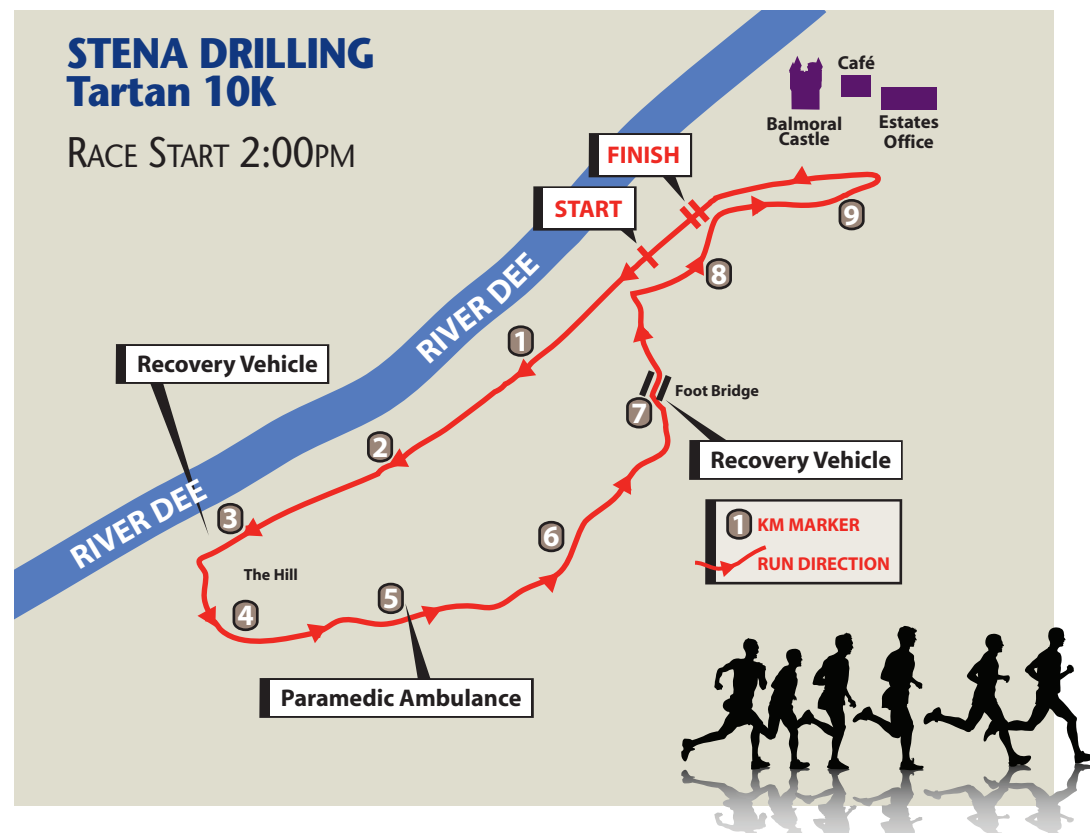 STENA DRILLING
Tartan 10K
RACE START 2:00PM
Café
Balmoral
Castle
Estates
Office
FINISH
START
9
8
RIVER DEE
1
Recovery Vehicle
Foot Bridge
7
2
Recovery Vehicle
RIVER DEE
3
6
1 KM MARKER
RUN DIRECTION
The Hill
5
4
Paramedic Ambulance